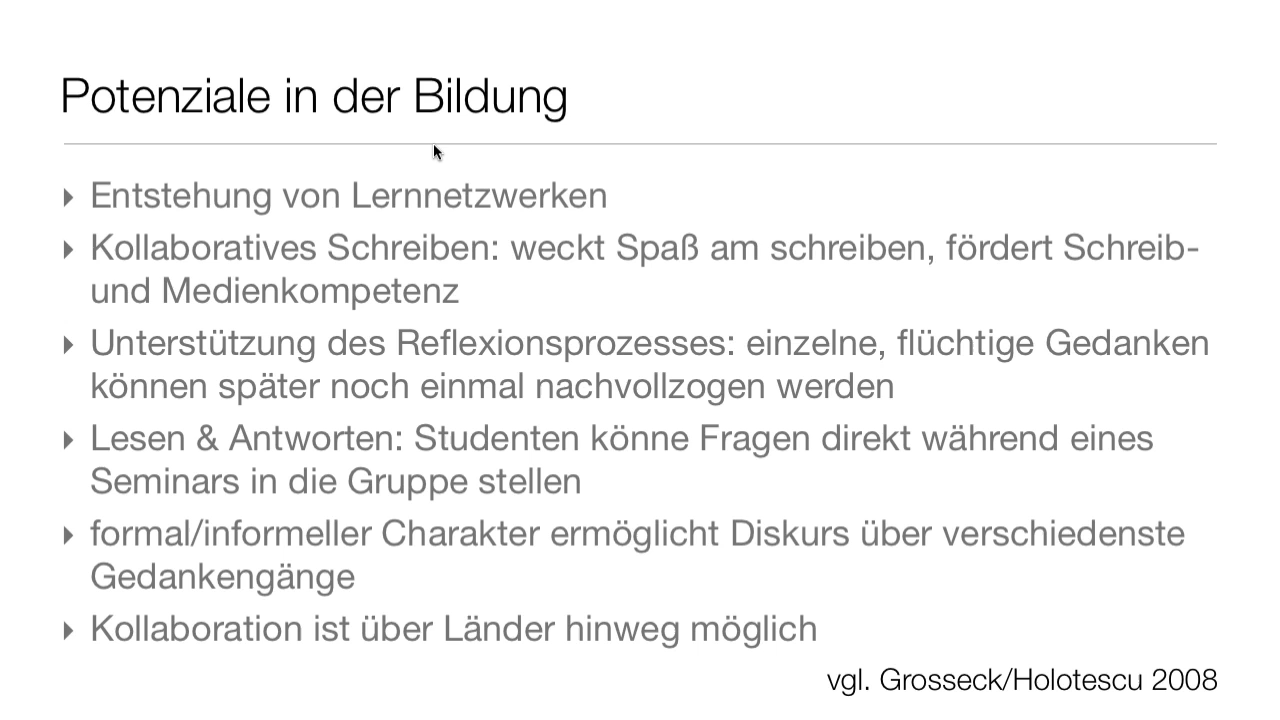 Potenziale in der Bildung
Entstehung von Lernnetzwerken
Kollaboratives Schreiben: weckt Spaß am schreiben, fördert Schreib-
und Medienkompetenz
Unterstützung des Reflexionsprozesses: einzelne, flüchtige Gedanken
können später noch einmal nachvollzogen werden
Lesen & Antworten: Studenten könne Fragen direkt während eines
Seminars in die Gruppe stellen
formal/informeller Charakter ermöglicht Diskurs über verschiedenste
Gedankengänge
Kollaboration ist über Länder hinweg möglich
vgl. Grosseck/Holotescu 2008